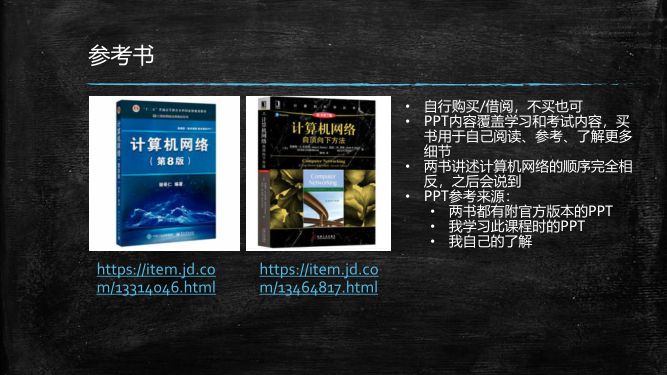 参考书
计算机网络
（第8版）
谢希仁 编著
计算机网络
自顶向下方法
Computer Networking
Computer
Networking
https://item.jd.co
m/13314046.html
https://item.jd.co
m/13464817.html
• 自行购买/借阅，不买也可
• PPT内容覆盖学习和考试内容，买
书用于自己阅读、参考、了解更多
细节
• 两书讲述计算机网络的顺序完全相
反，之后会说到
• PPT参考来源：
• 两书都有附官方版本的PPT
• 我学习此课程时的PPT
• 我自己的了解